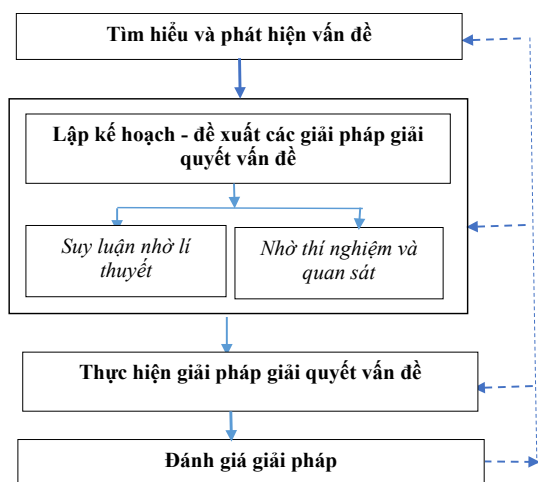 Tìm hiểu và phát hiện vấn đề
Lập kế hoạch - đề xuất các giải pháp giải
quyết vấn đề
Suy luận nhờ lí
thuyết
Nhờ thí nghiệm và
quan sát
Thực hiện giải pháp giải quyết vấn đề
Đánh giá giải pháp